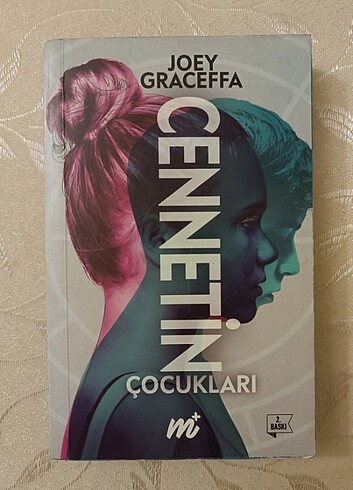 JOEY
GRACEFFA
CENNETİN
ÇOCUKLARI
m+
2.
BASKI